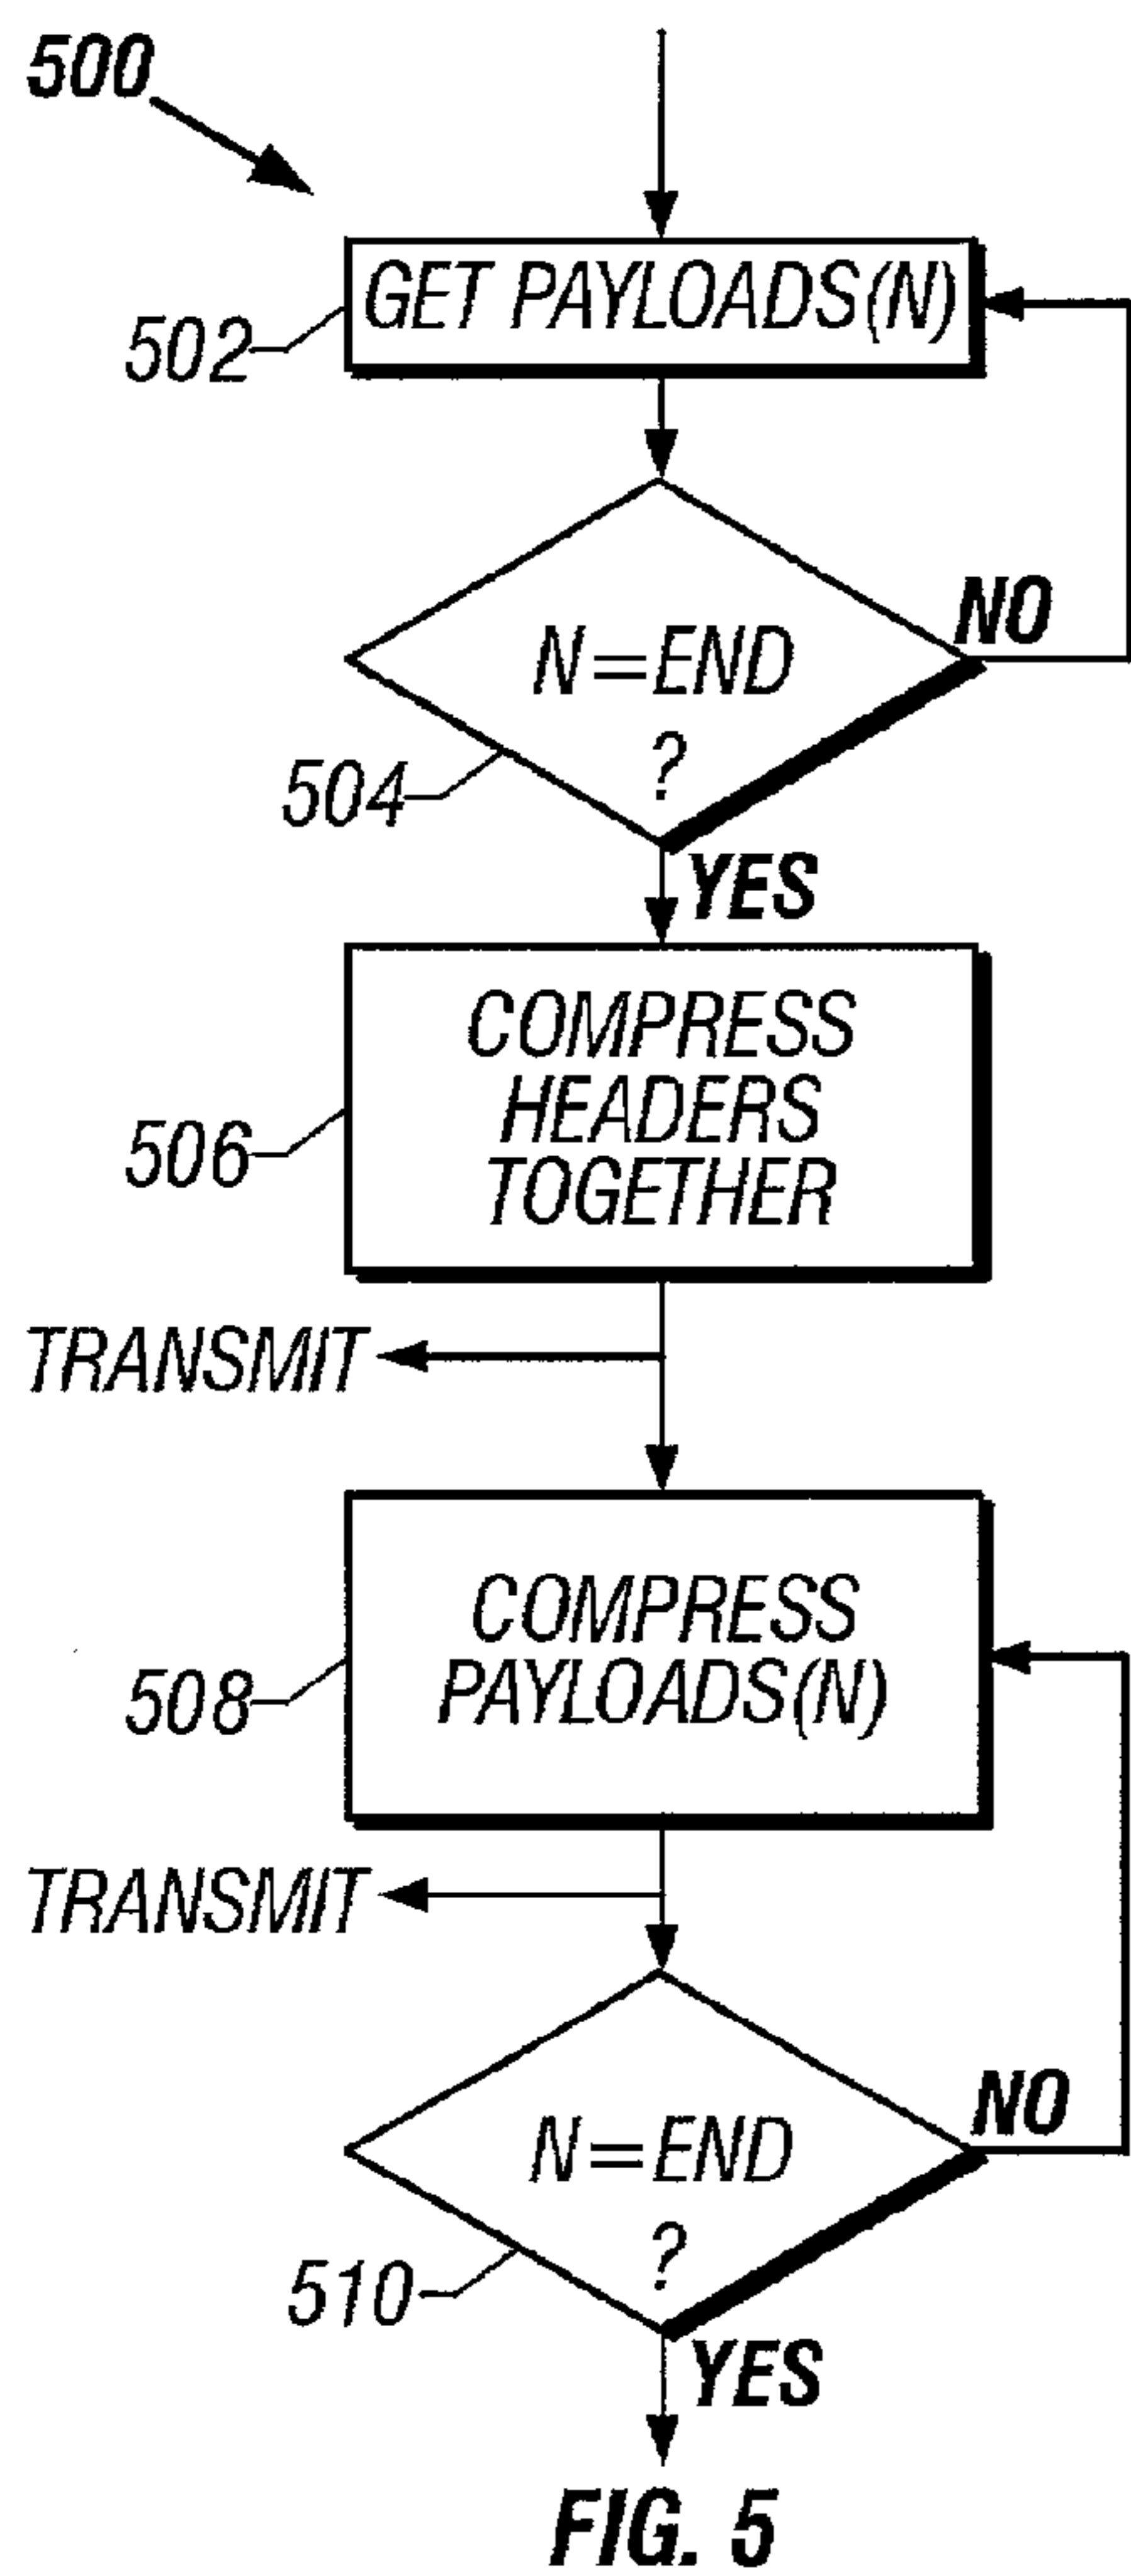 500
GET PAYLOADS(N)
502
NO
N=END
?
504
YES
COMPRESS
HEADERS
TOGETHER
506
TRANSMIT
COMPRESS
PAYLOADS(N)
508
TRANSMIT
NO
N=END
?
510
YES
FIG. 5